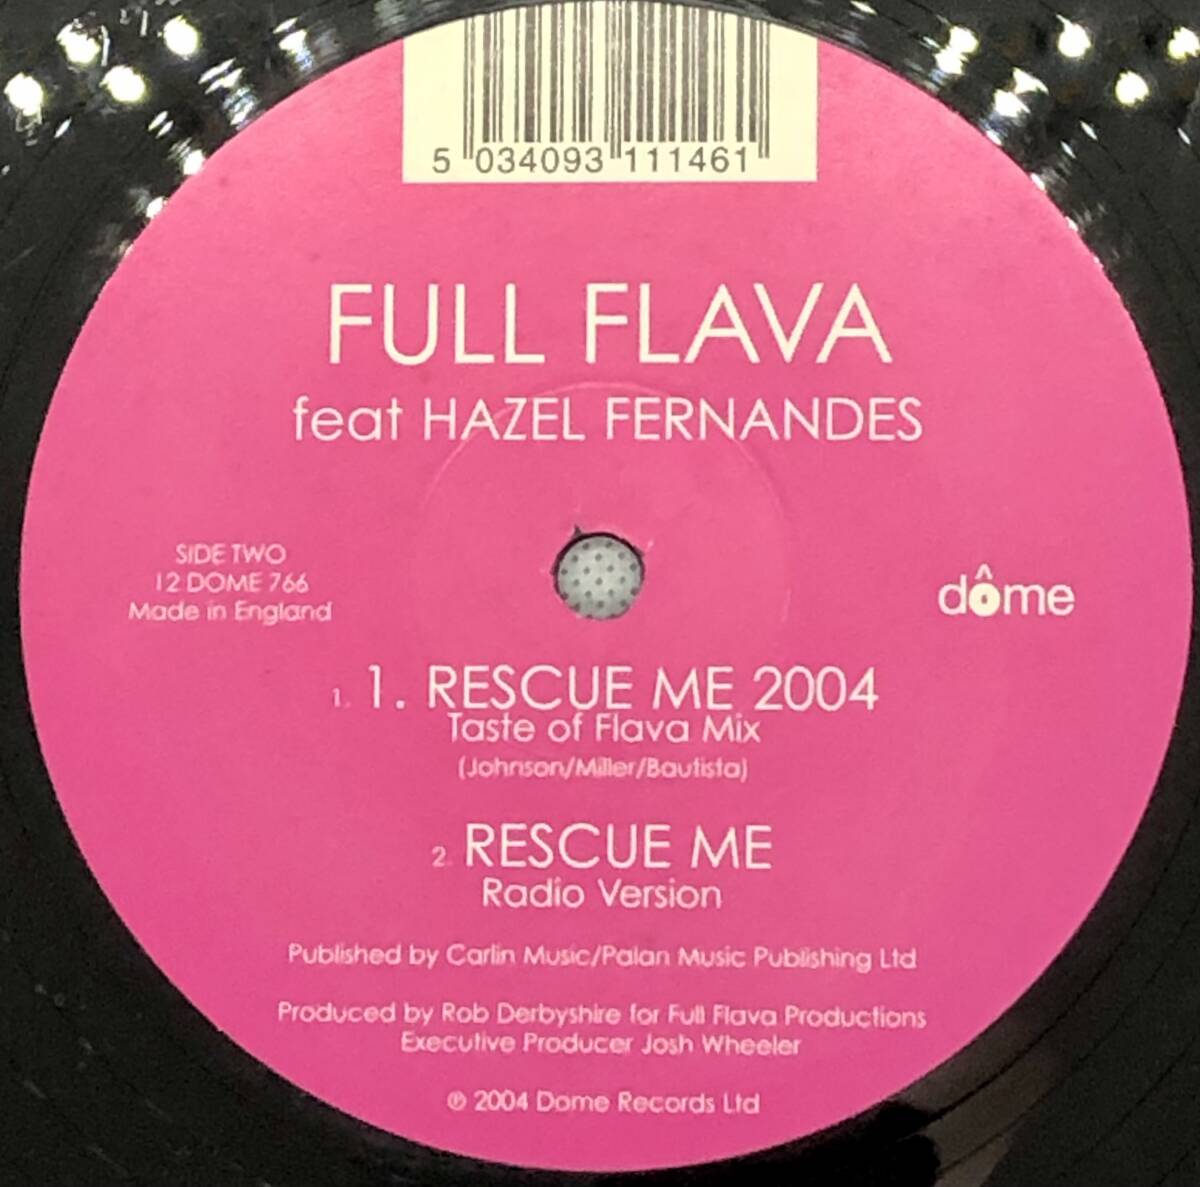 5 034093 111461
FULL FLAVA
feat HAZEL FERNANDES
SIDE TWO
12 DOME 766
Made in England
dôme
1. 1. RESCUE ME 2004
Taste of Flava Mix
(Johnson/Miller/Bautista)
2. RESCUE ME
Radio Version
Published by Carlin Music/Palan Music Publishing Ltd
Produced by Rob Derbyshire for Full Flava Productions
Executive Producer Josh Wheeler
℗ 2004 Dome Records Ltd